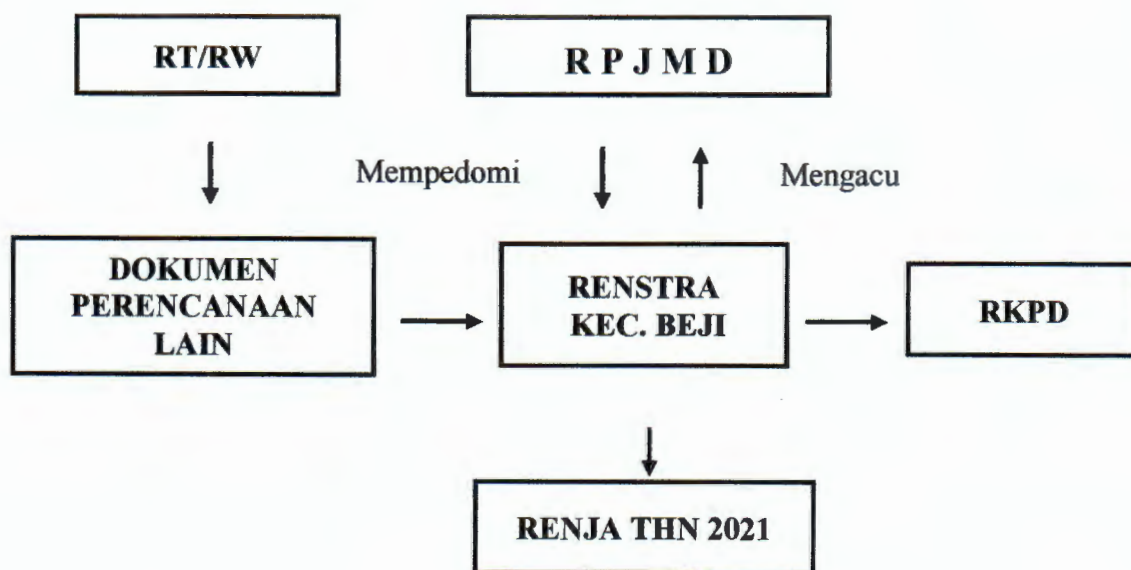 RT/RW
R P J M D
Mempedomi
Mengacu
DOKUMEN
PERENCANAAN
LAIN
RENSTRA
KEC. BEJI
RKPD
RENJA THN 2021